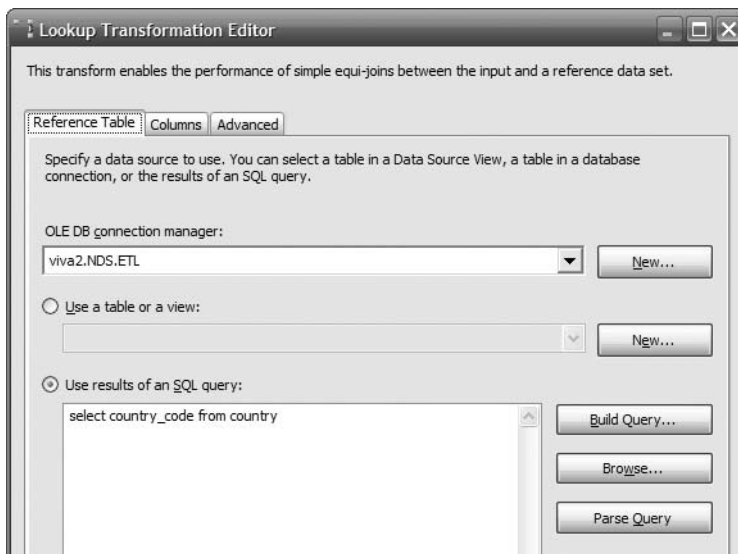 Lookup Transformation Editor
This transform enables the performance of simple equi-joins between the input and a reference data set.
Reference Table Columns Advanced
Specify a data source to use. You can select a table in a Data Source View, a table in a database
connection, or the results of an SQL query.
OLE DB connection manager:
viva2.NDS.ETL New...
Use a table or a view:
New...
Use results of an SQL query:
select country_code from country
Build Query...
Browse...
Parse Query